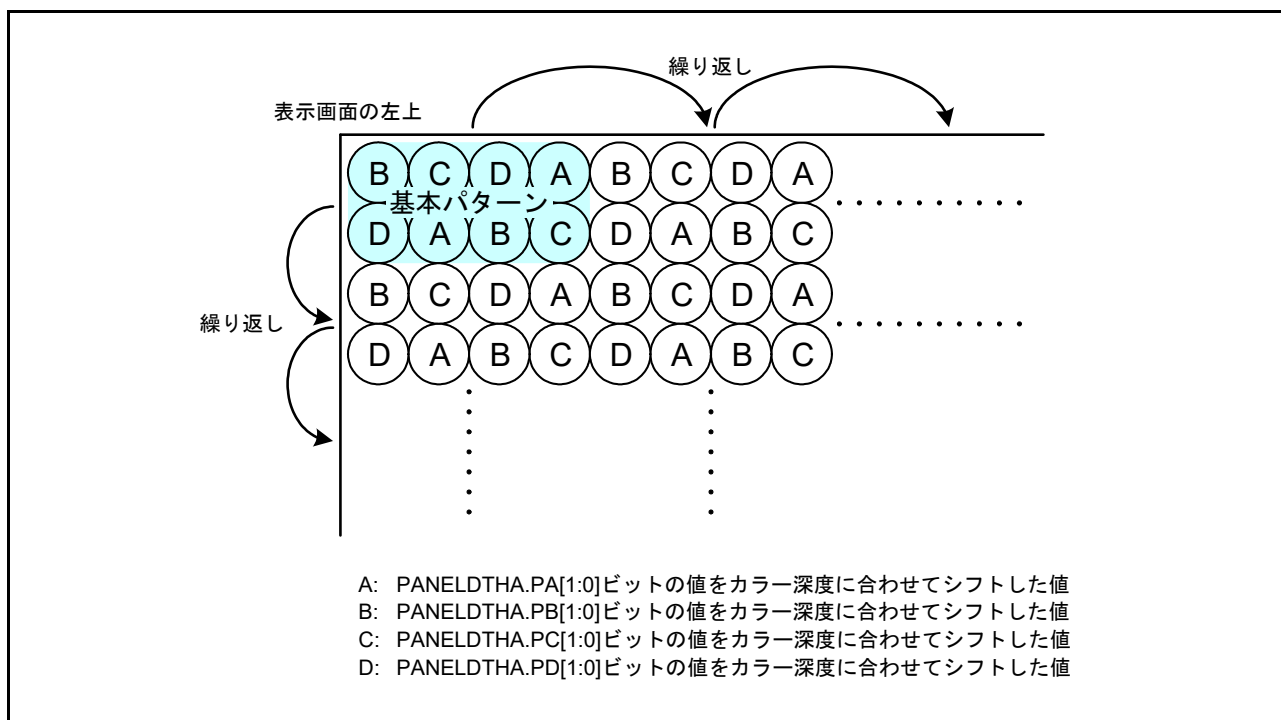 繰り返し
表示画面の左上
B C D A B C D A
基本パターン
D A B C D A B C
B C D A B C D A
繰り返し
D A B C D A B C
A: PANELDTHA.PA[1:0]ビットの値をカラー深度に合わせてシフトした値
B: PANELDTHA.PB[1:0]ビットの値をカラー深度に合わせてシフトした値
C: PANELDTHA.PC[1:0]ビットの値をカラー深度に合わせてシフトした値
D: PANELDTHA.PD[1:0]ビットの値をカラー深度に合わせてシフトした値